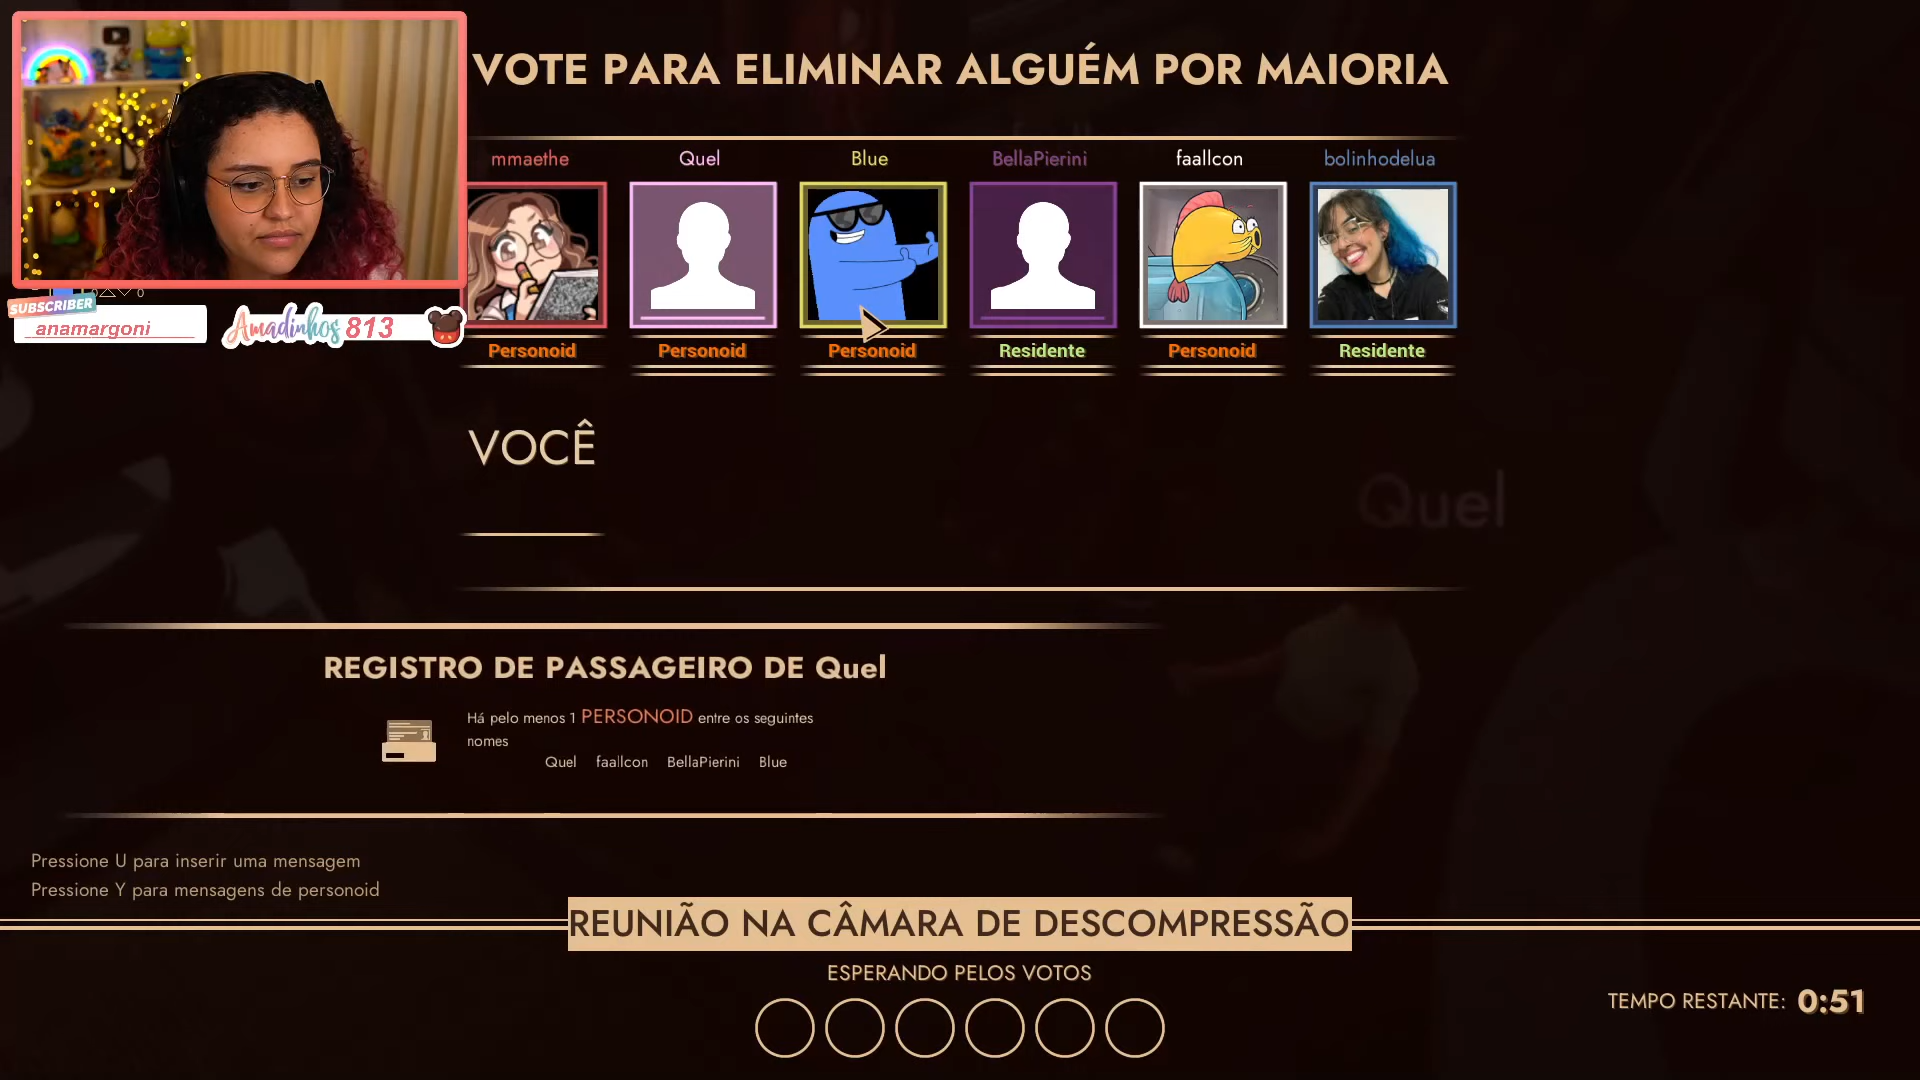 VOTE PARA ELIMINAR ALGUÉM POR MAIORIA
mmaethe Quel Blue BellaPierini faallcon bolinhodelua
Personoid Personoid Personoid Residente Personoid Residente
SUBSCRIBER
anamargoni
Amadinhos 813
VOCÊ
Quel
REGISTRO DE PASSAGEIRO DE Quel
Há pelo menos 1 PERSONOID entre os seguintes
nomes
Quel faallcon BellaPierini Blue
Pressione U para inserir uma mensagem
Pressione Y para mensagens de personoid
REUNIÃO NA CÂMARA DE DESCOMPRESSÃO
ESPERANDO PELOS VOTOS
TEMPO RESTANTE: 0:51